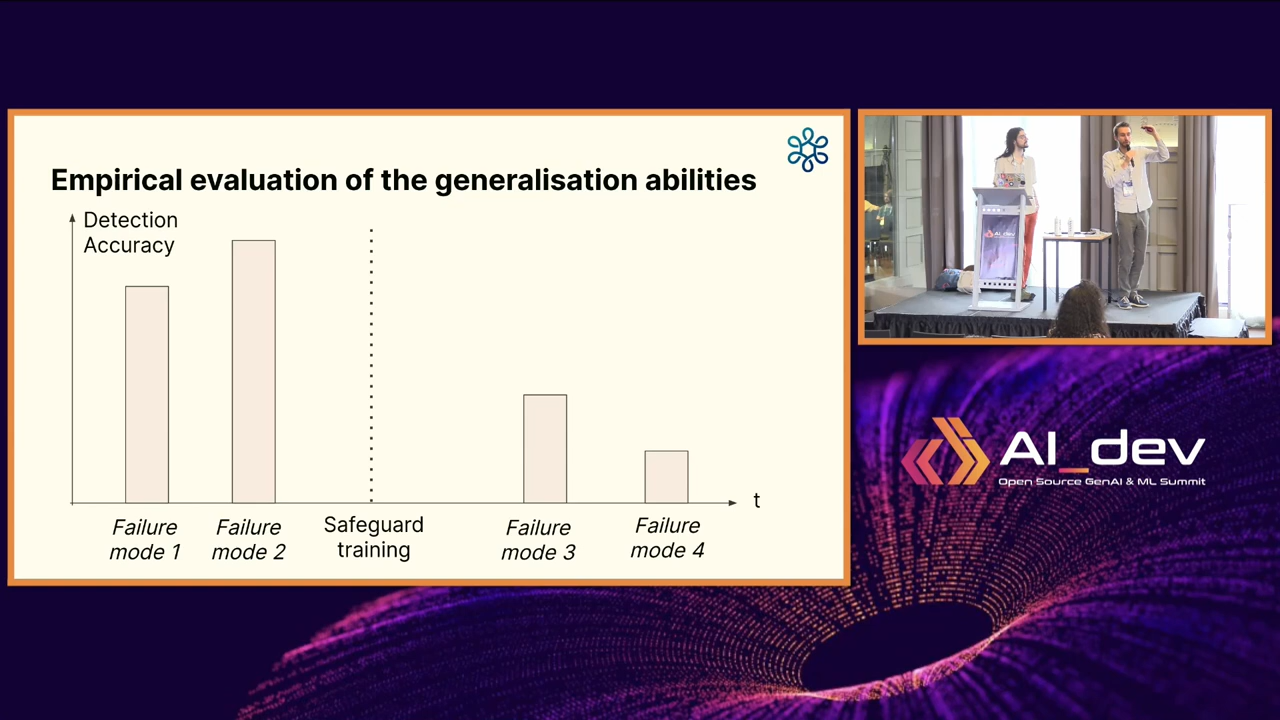 Empirical evaluation of the generalisation abilities
Detection
Accuracy
t
Failure
mode 1
Failure
mode 2
Safeguard
training
Failure
mode 3
Failure
mode 4
AI_dev
AI_dev
Open Source GenAI & ML Summit